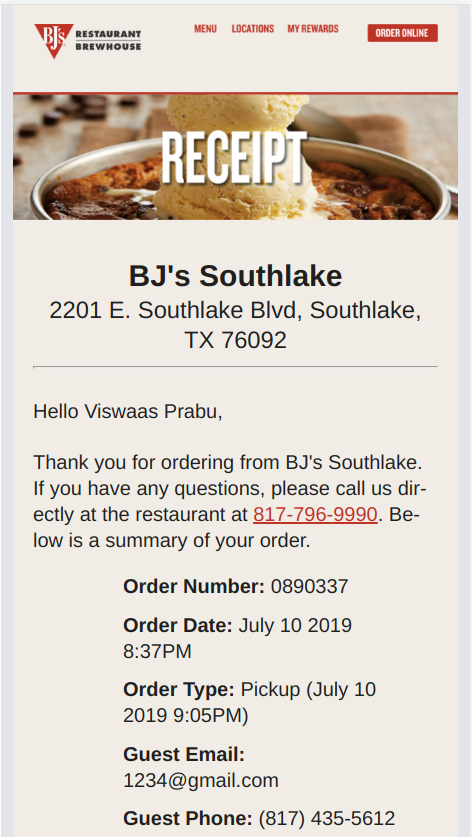 BJ's RESTAURANT
BREWHOUSE
MENU LOCATIONS MY REWARDS ORDER ONLINE
RECEIPT
BJ's Southlake
2201 E. Southlake Blvd, Southlake,
TX 76092
Hello Viswaas Prabu,
Thank you for ordering from BJ's Southlake.
If you have any questions, please call us dir-
ectly at the restaurant at 817-796-9990. Be-
low is a summary of your order.
Order Number: 0890337
Order Date: July 10 2019
8:37PM
Order Type: Pickup (July 10
2019 9:05PM)
Guest Email:
1234@gmail.com
Guest Phone: (817) 435-5612